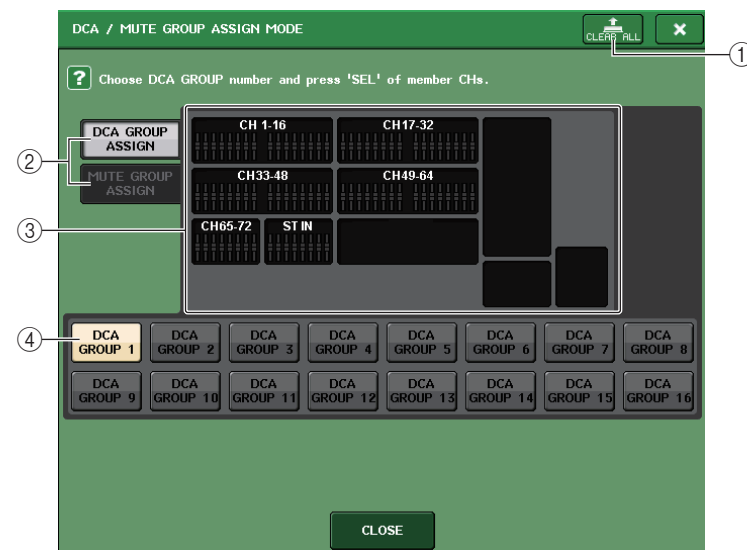 DCA / MUTE GROUP ASSIGN MODE
CLEAR ALL
①
? Choose DCA GROUP number and press 'SEL' of member CHs.
②
DCA GROUP
ASSIGN
MUTE GROUP
ASSIGN
③
CH 1-16
CH17-32
CH33-48
CH49-64
CH65-72
ST IN
④
DCA
GROUP 1
DCA
GROUP 2
DCA
GROUP 3
DCA
GROUP 4
DCA
GROUP 5
DCA
GROUP 6
DCA
GROUP 7
DCA
GROUP 8
DCA
GROUP 9
DCA
GROUP 10
DCA
GROUP 11
DCA
GROUP 12
DCA
GROUP 13
DCA
GROUP 14
DCA
GROUP 15
DCA
GROUP 16
CLOSE